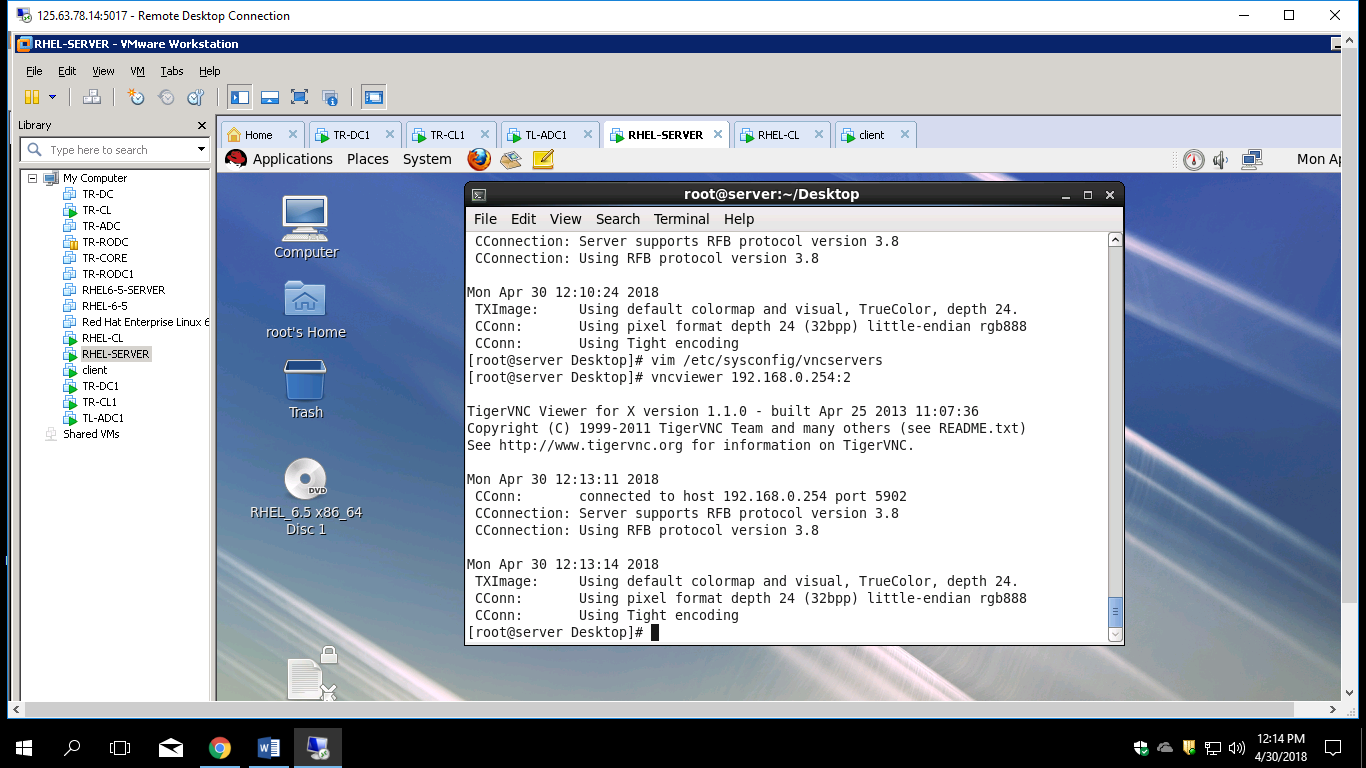 125.63.78.14:5017 - Remote Desktop Connection
RHEL-SERVER - VMware Workstation
File Edit View VM Tabs Help
Library
Type here to search
My Computer
TR-DC
TR-CL
TR-ADC
TR-RODC
TR-CORE
TR-RODC1
RHEL6-5-SERVER
RHEL-6-5
Red Hat Enterprise Linux 6
RHEL-CL
RHEL-SERVER
client
TR-DC1
TR-CL1
TL-ADC1
Shared VMs
Home TR-DC1 TR-CL1 TL-ADC1 RHEL-SERVER RHEL-CL client
Applications Places System Mon Ap
Computer
root's Home
Trash
DVD
RHEL_6.5 x86_64
Disc 1
root@server:~/Desktop
File Edit View Search Terminal Help
CConnection: Server supports RFB protocol version 3.8
CConnection: Using RFB protocol version 3.8
Mon Apr 30 12:10:24 2018
TXImage: Using default colormap and visual, TrueColor, depth 24.
CConn: Using pixel format depth 24 (32bpp) little-endian rgb888
CConn: Using Tight encoding
[root@server Desktop]# vim /etc/sysconfig/vncservers
[root@server Desktop]# vncviewer 192.168.0.254:2
TigerVNC Viewer for X version 1.1.0 - built Apr 25 2013 11:07:36
Copyright (C) 1999-2011 TigerVNC Team and many others (see README.txt)
See http://www.tigervnc.org for information on TigerVNC.
Mon Apr 30 12:13:11 2018
CConn: connected to host 192.168.0.254 port 5902
CConnection: Server supports RFB protocol version 3.8
CConnection: Using RFB protocol version 3.8
Mon Apr 30 12:13:14 2018
TXImage: Using default colormap and visual, TrueColor, depth 24.
CConn: Using pixel format depth 24 (32bpp) little-endian rgb888
CConn: Using Tight encoding
[root@server Desktop]#
12:14 PM
4/30/2018